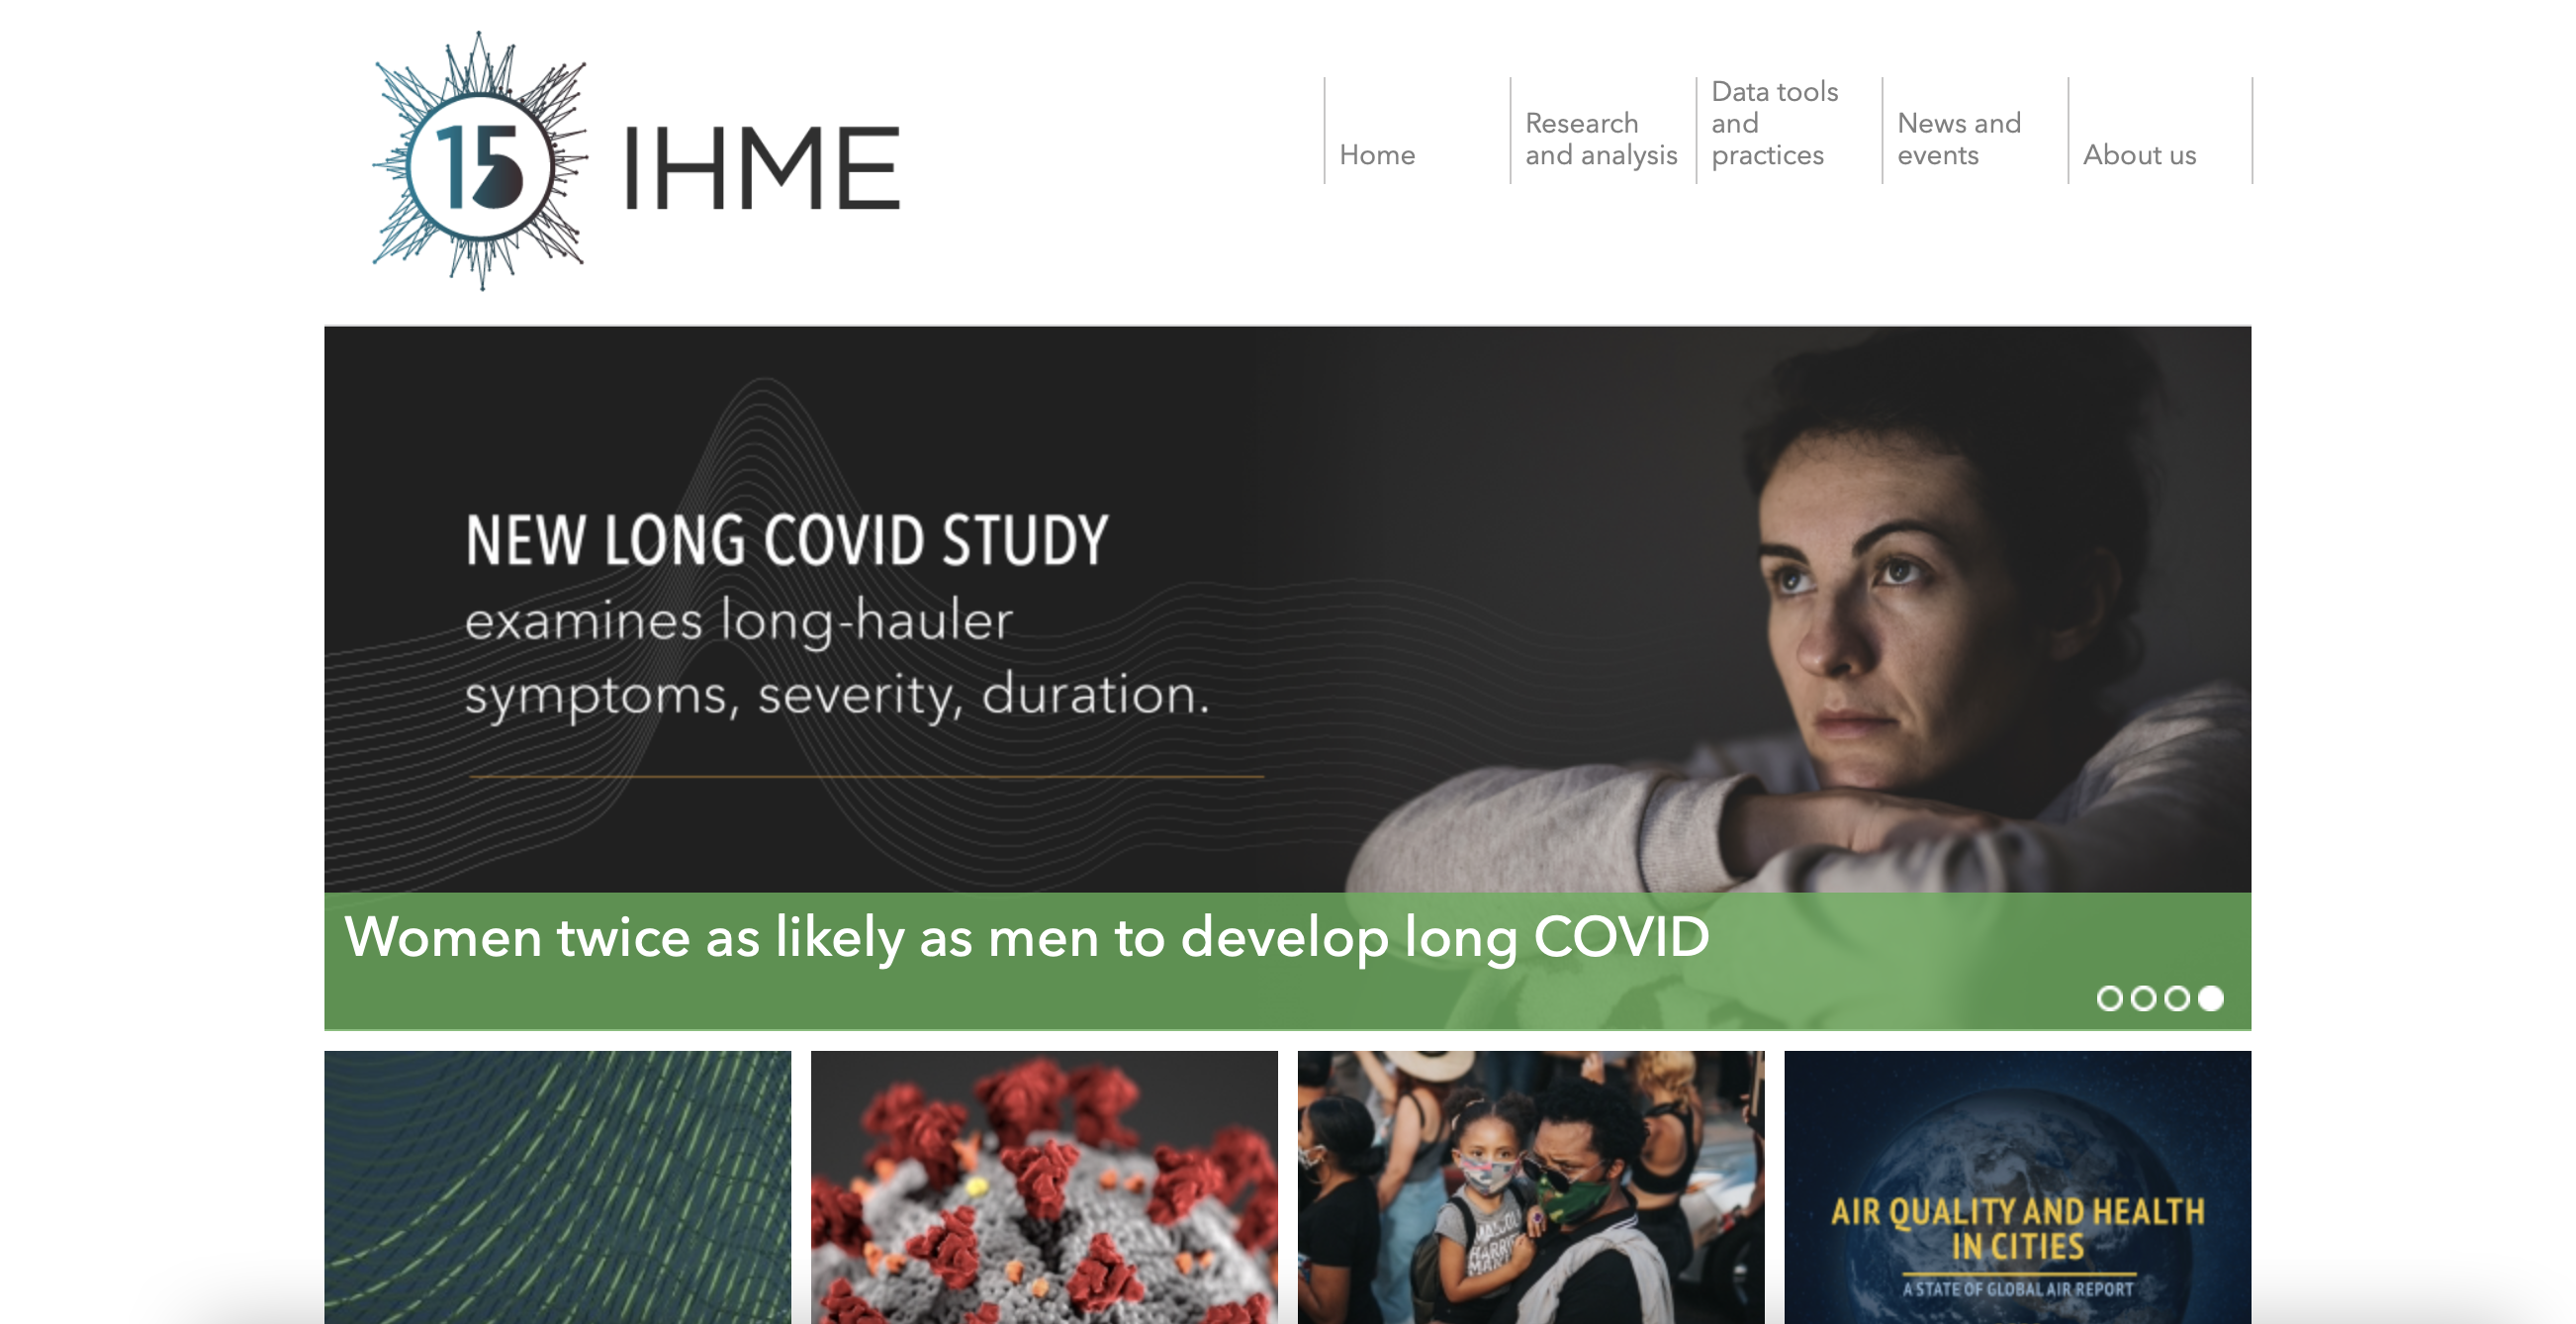 15 IHME
Home
Research
and analysis
Data tools
and
practices
News and
events
About us
NEW LONG COVID STUDY
examines long-hauler
symptoms, severity, duration.
Women twice as likely as men to develop long COVID
AIR QUALITY AND HEALTH
IN CITIES
A STATE OF GLOBAL AIR REPORT